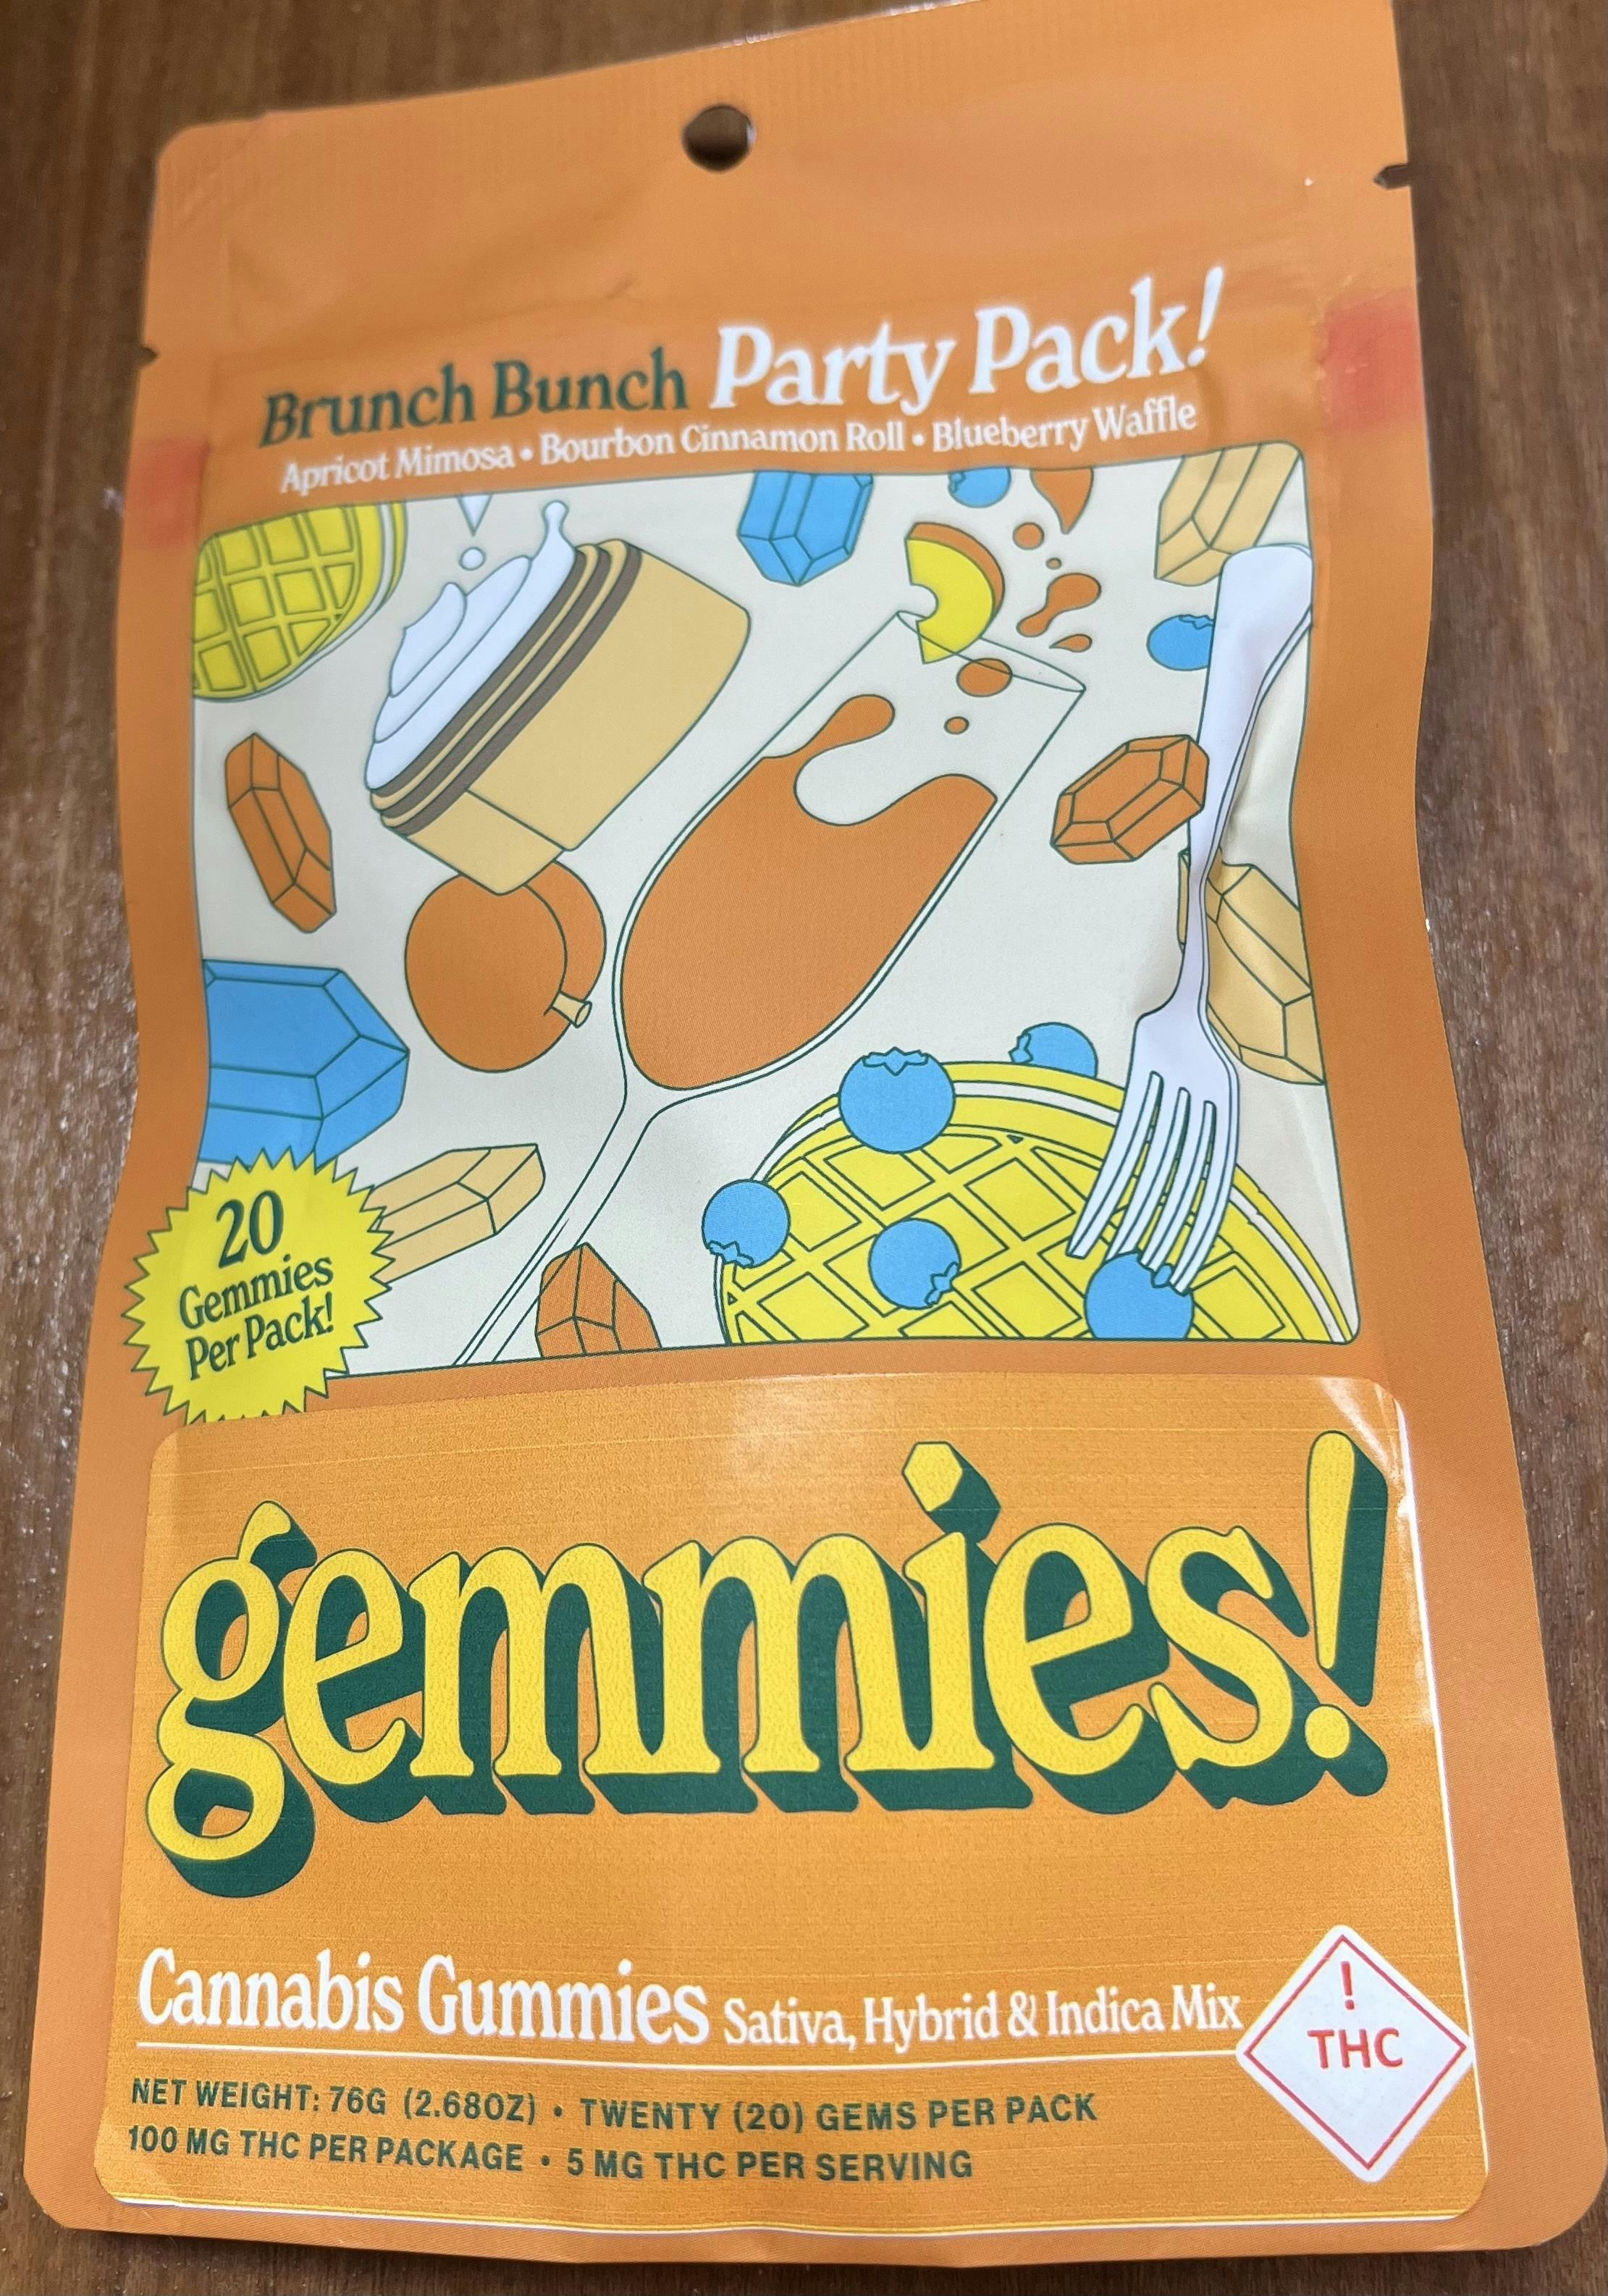 Brunch Bunch Party Pack!
Apricot Mimosa • Bourbon Cinnamon Roll • Blueberry Waffle
20
Gemmies
Per Pack!
gemmies!
Cannabis Gummies Sativa, Hybrid & Indica Mix
!
THC
NET WEIGHT: 76G (2.68OZ) • TWENTY (20) GEMS PER PACK
100 MG THC PER PACKAGE • 5 MG THC PER SERVING